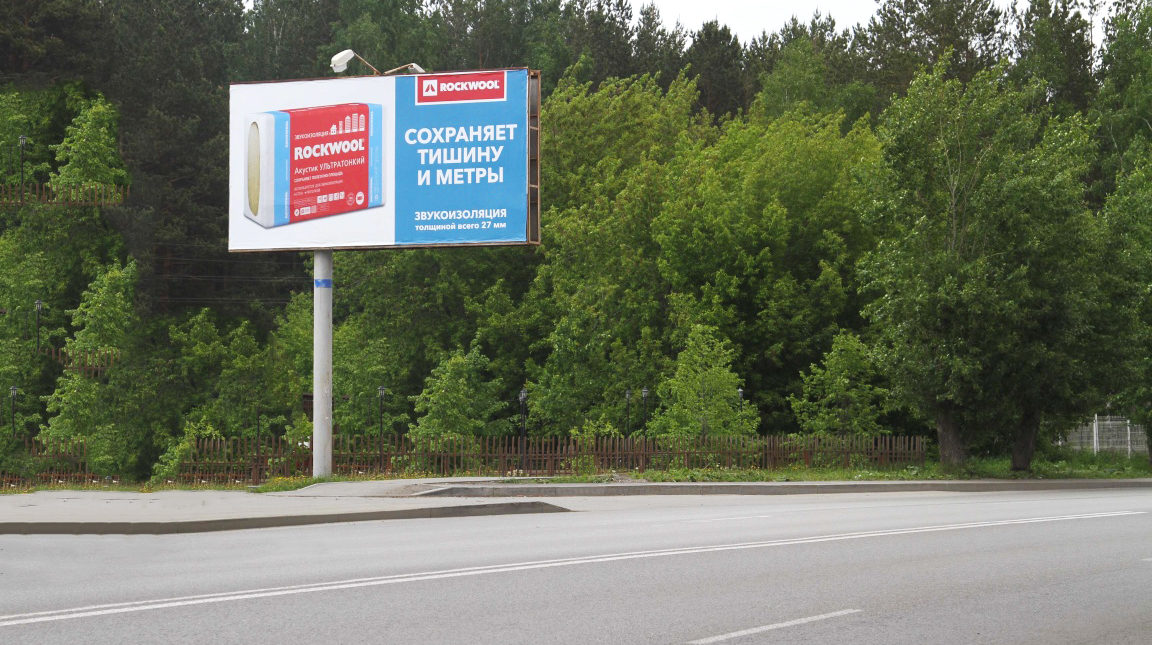 ROCKWOOL
СОХРАНЯЕТ
ТИШИНУ
И МЕТРЫ
ЗВУКОИЗОЛЯЦИЯ
толщиной всего 27 мм
ЗВУКОИЗОЛЯЦИЯ
ROCKWOOL
Акустик УЛЬТРАТОНКИЙ